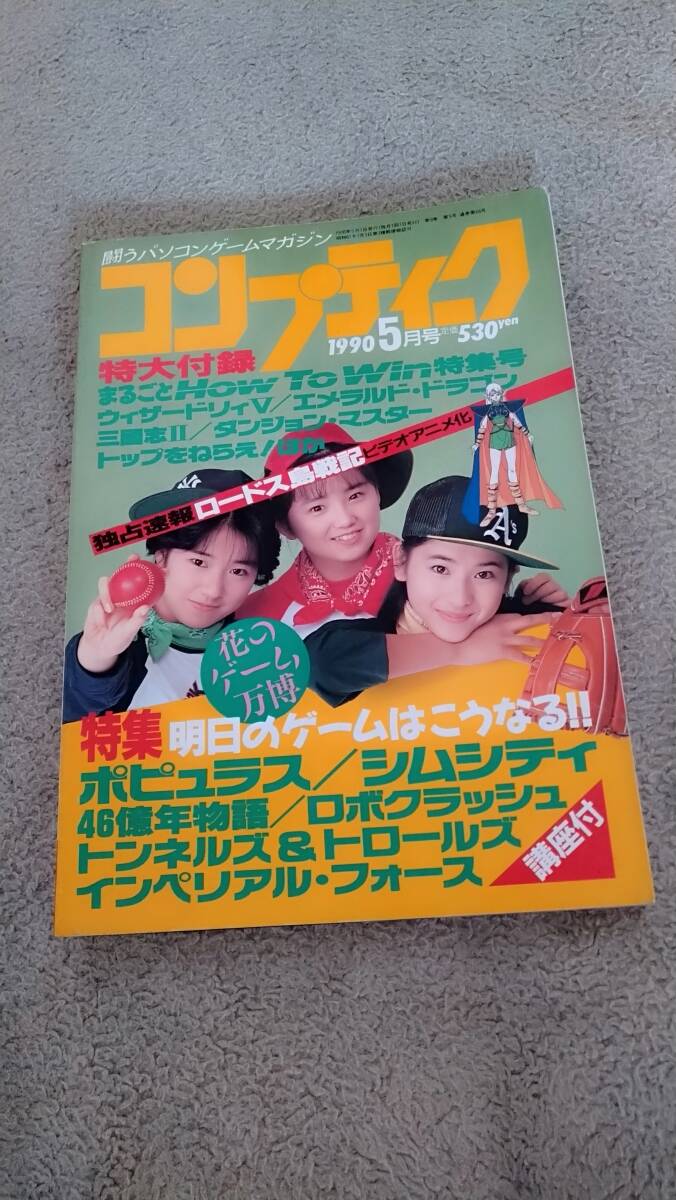 闘うパソコンゲームマガジン
コンプティーク
1990 5月号 定価530yen
特大付録
まるごとHow To Win特集号
ウィザードリィV/エメラルド・ドラゴン
三國志II/ダンジョン・マスター
トップをねらえ!ほか
独占速報 ロードス島戦記 ビデオアニメ化
A's
花の
ゲーム
万博
特集 明日のゲームはこうなる!!
ポピュラス/シムシティ
46億年物語/ロボクラッシュ
トンネルズ&トロールズ
インペリアル・フォース
講座付